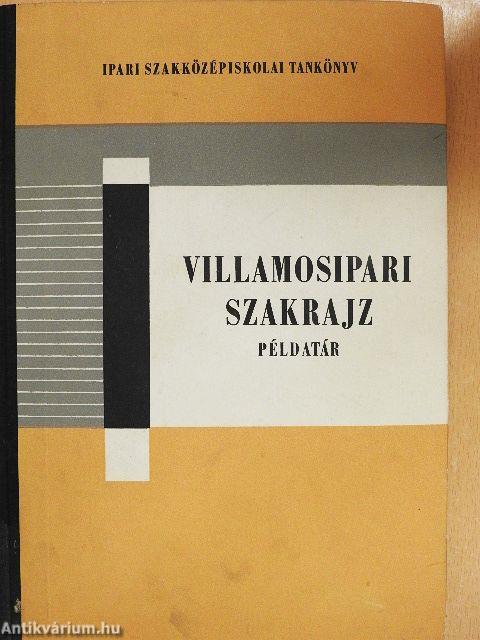 IPARI SZAKKÖZÉPISKOLAI TANKÖNYV
VILLAMOSIPARI
SZAKRAJZ
PÉLDATÁR
Antikvárium.hu